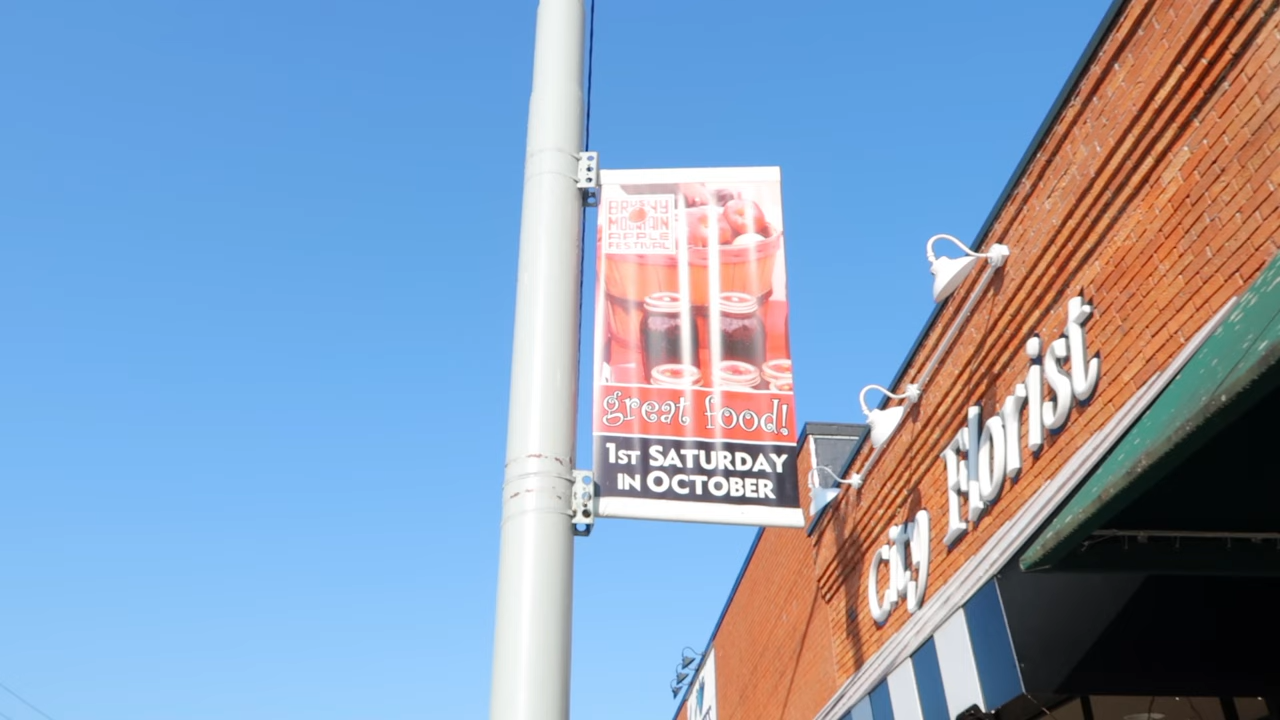 BRUSHY
MOUNTAIN
APPLE
FESTIVAL
great food!
1ST SATURDAY
IN OCTOBER
City Florist